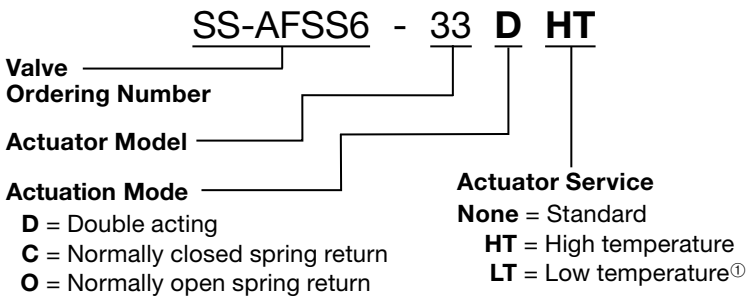 SS-AFSS6 - 33 D HT
Valve
Ordering Number
Actuator Model
Actuation Mode
D = Double acting
C = Normally closed spring return
O = Normally open spring return
Actuator Service
None = Standard
HT = High temperature
LT = Low temperature①